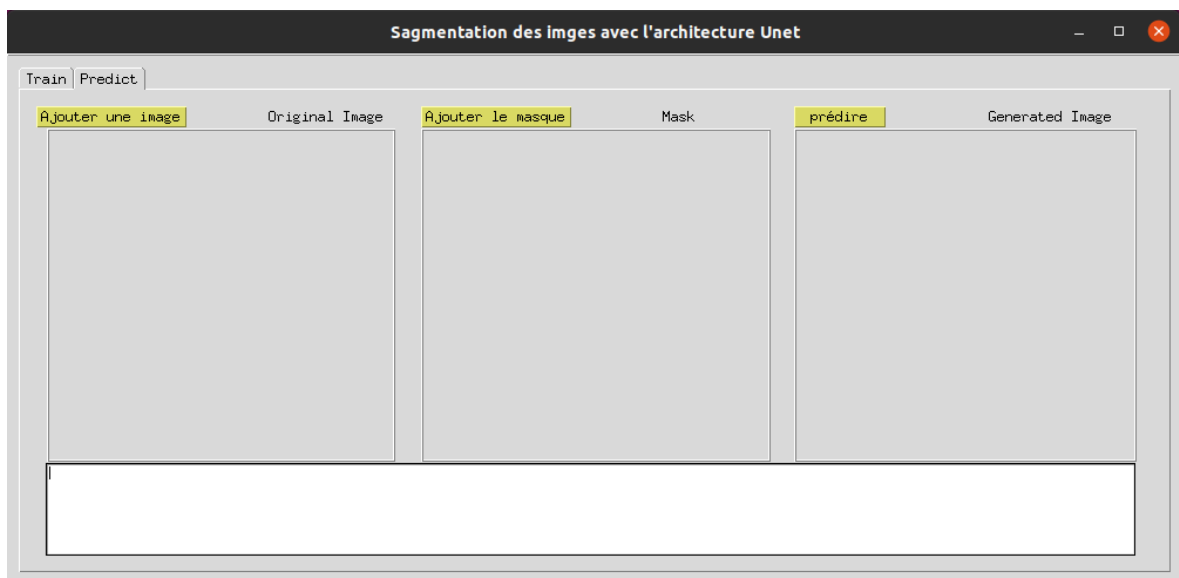 Sagmentation des imges avec l'architecture Unet
Train Predict
Ajouter une image Original Image Ajouter le masque Mask prédire Generated Image